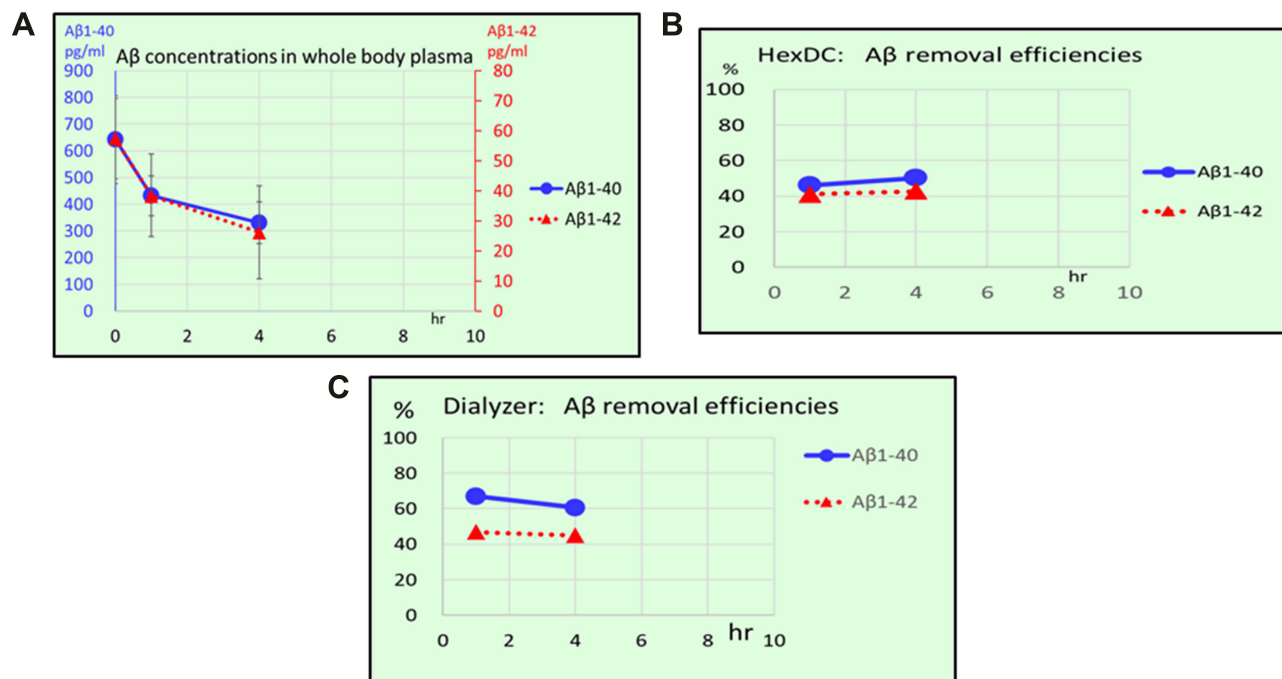 A
Aβ1-40
pg/ml
Aβ concentrations in whole body plasma
Aβ1-42
pg/ml
900
800
700
600
500
400
300
200
100
0
80
70
60
50
40
30
20
10
0
Aβ1-40
Aβ1-42
hr
0 2 4 6 8 10
B
HexDC: Aβ removal efficiencies
%
100
80
60
40
20
0
Aβ1-40
Aβ1-42
hr
0 2 4 6 8 10
C
% Dialyzer: Aβ removal efficiencies
100
80
60
40
20
0
Aβ1-40
Aβ1-42
hr
0 2 4 6 8 10